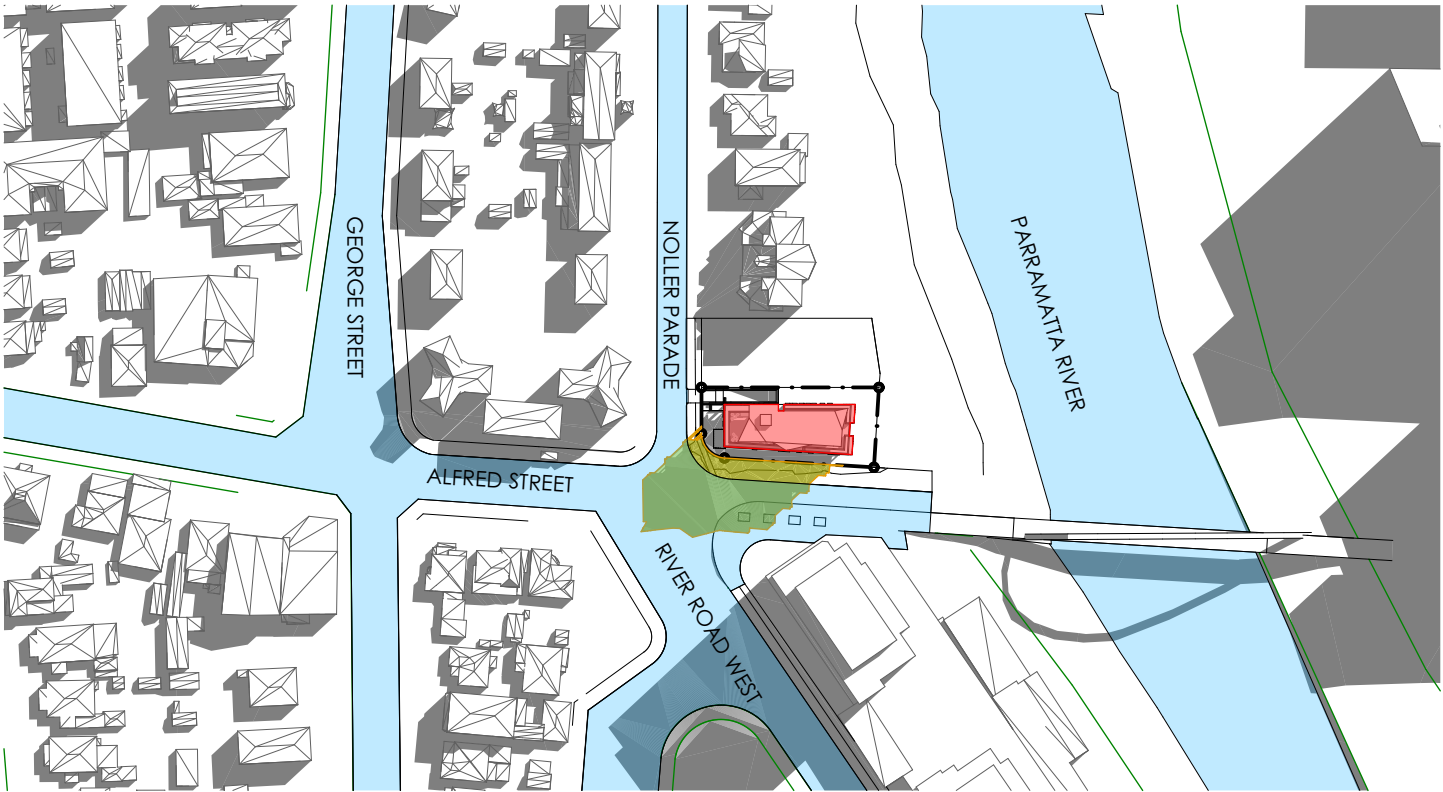 GEORGE STREET
NOLLER PARADE
PARRAMATTA RIVER
ALFRED STREET
RIVER ROAD WEST